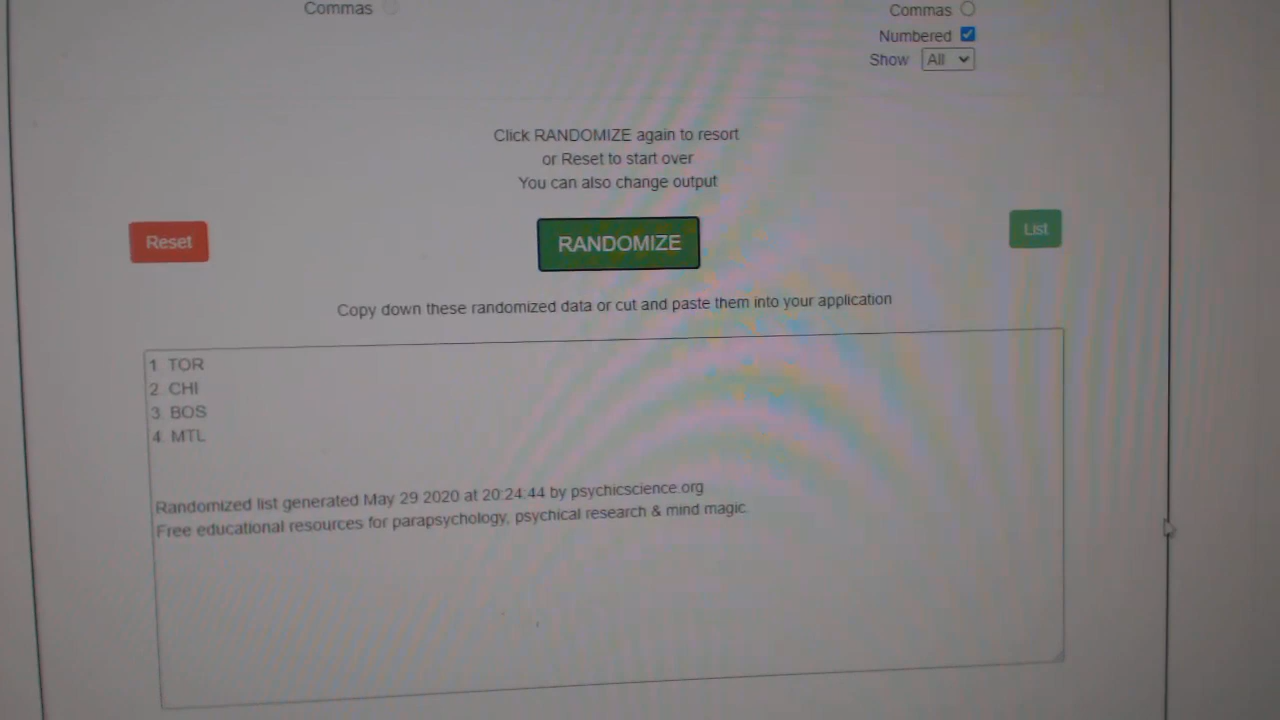 Commas
Commas
Numbered
Show All
Click RANDOMIZE again to resort
or Reset to start over
You can also change output
Reset
RANDOMIZE
List
Copy down these randomized data or cut and paste them into your application
1. TOR
2. CHI
3. BOS
4. MTL
Randomized list generated May 29 2020 at 20:24:44 by psychicscience.org
Free educational resources for parapsychology, psychical research & mind magic.